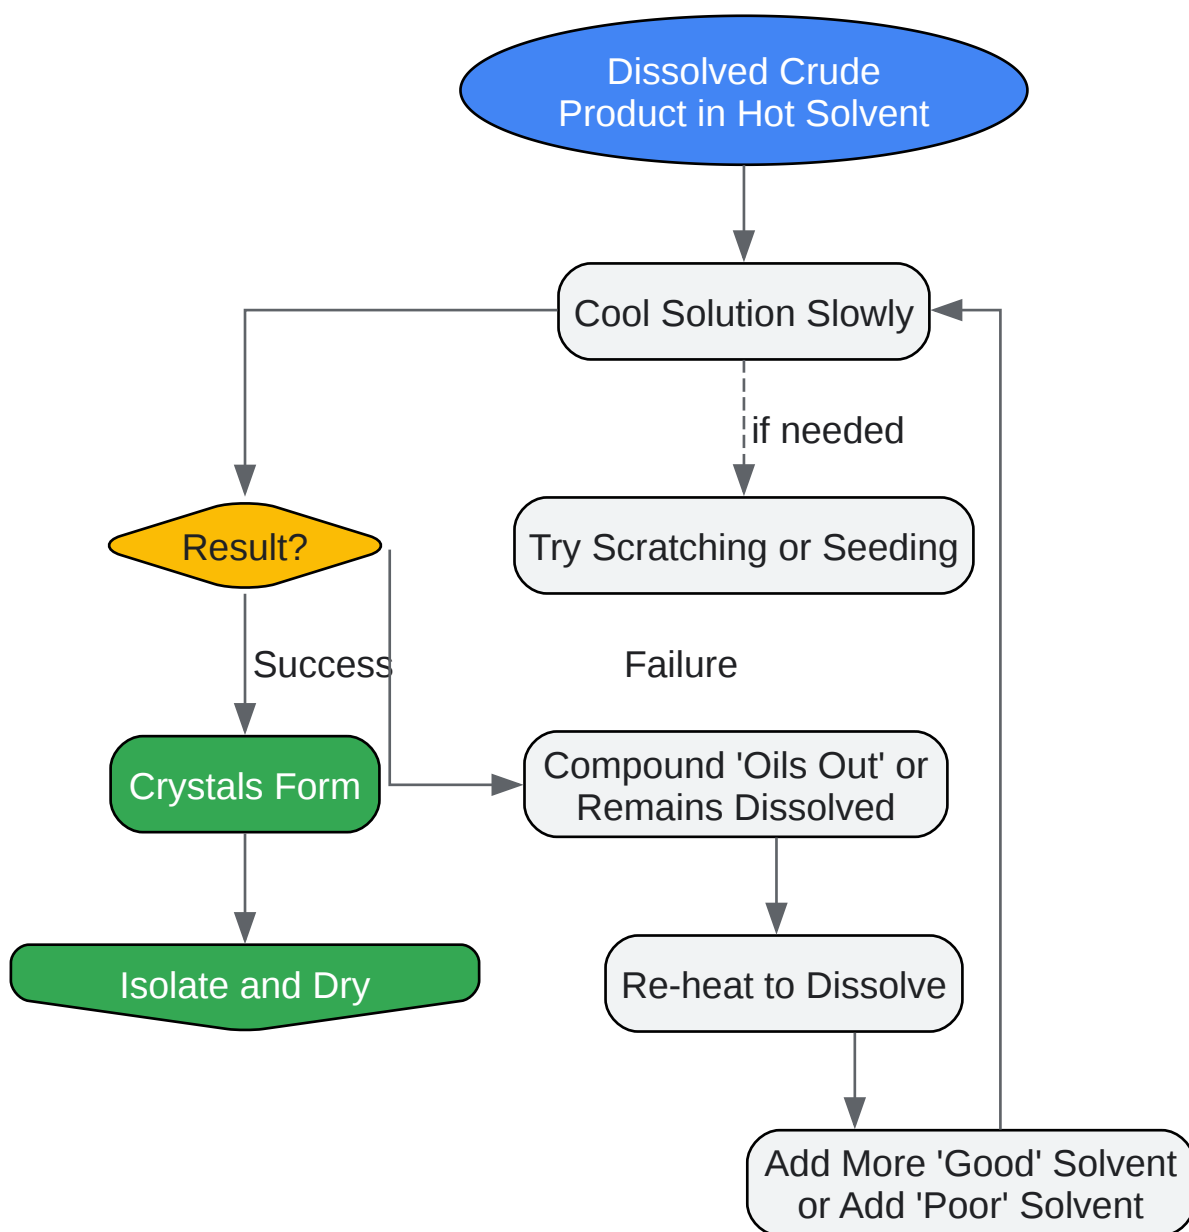 Dissolved Crude
Product in Hot Solvent
Cool Solution Slowly
if needed
Result?
Try Scratching or Seeding
Success
Failure
Crystals Form
Compound 'Oils Out' or
Remains Dissolved
Isolate and Dry
Re-heat to Dissolve
Add More 'Good' Solvent
or Add 'Poor' Solvent